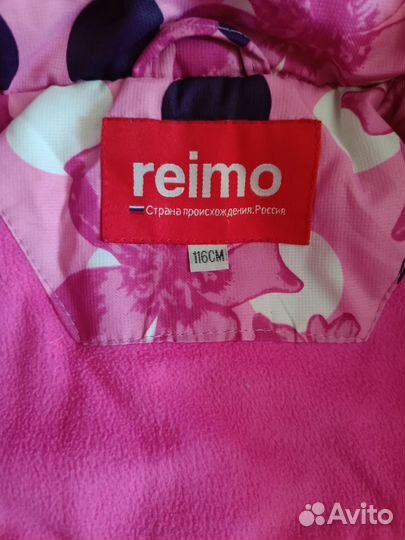 reimo
Страна происхождения.Россия
116CM
Avito